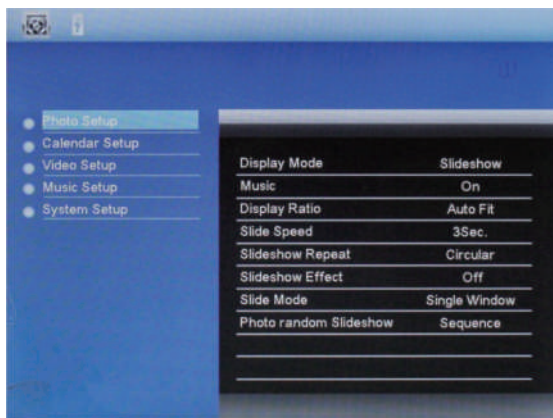 Photo Setup
Calendar Setup
Video Setup
Music Setup
System Setup
Display Mode Slideshow
Music On
Display Ratio Auto Fit
Slide Speed 3Sec.
Slideshow Repeat Circular
Slideshow Effect Off
Slide Mode Single Window
Photo random Slideshow Sequence